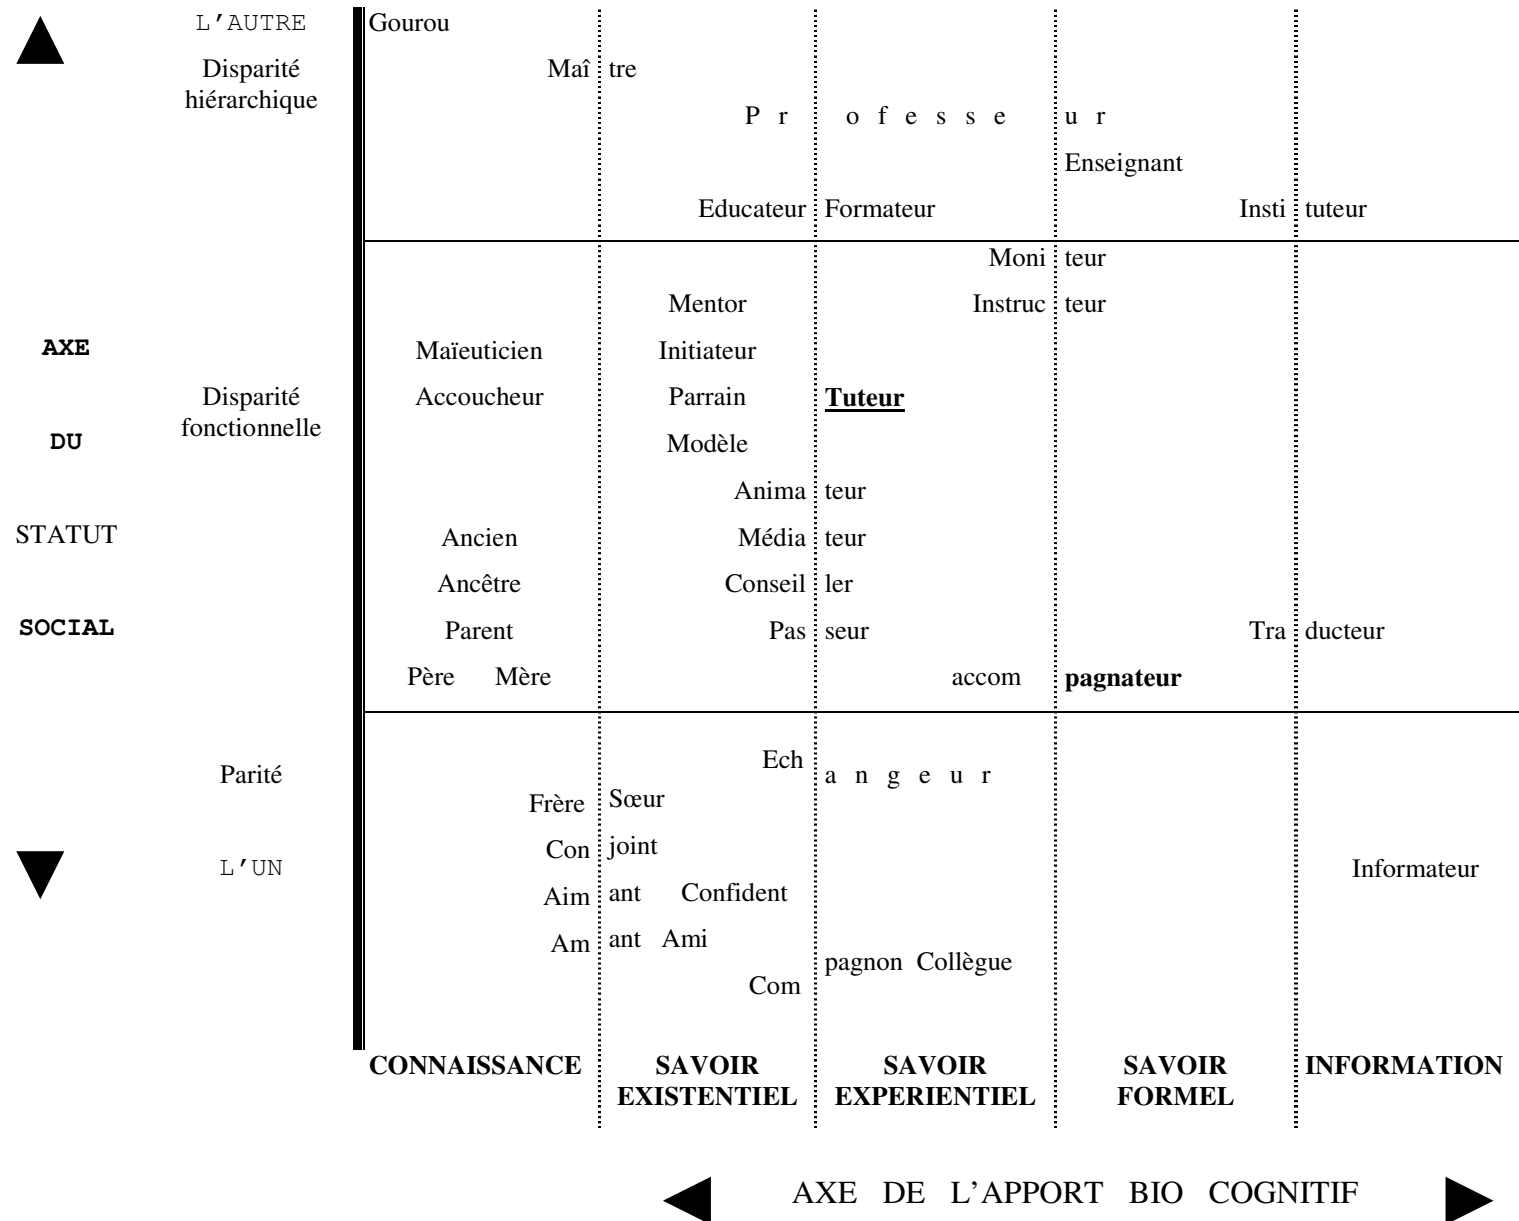 L'AUTRE Gourou
Disparité Maî tre
hiérarchique
P r o f e s s e u r
Enseignant
Educateur Formateur Insti tuteur
Moni teur
Mentor Instruc teur
AXE Maïeuticien Initiateur
Disparité Accoucheur Parrain Tuteur
fonctionnelle
DU Modèle
Anima teur
STATUT Ancien Média teur
Ancêtre Conseil ler
SOCIAL Parent Pas seur Tra ducteur
Père Mère accom pagnateur
Ech a n g e u r
Parité
Frère Sœur
Con joint
L'UN Informateur
Aim ant Confident
Am ant Ami
Com pagnon Collègue
CONNAISSANCE SAVOIR SAVOIR SAVOIR INFORMATION
EXISTENTIEL EXPERIENTIEL FORMEL
AXE DE L'APPORT BIO COGNITIF